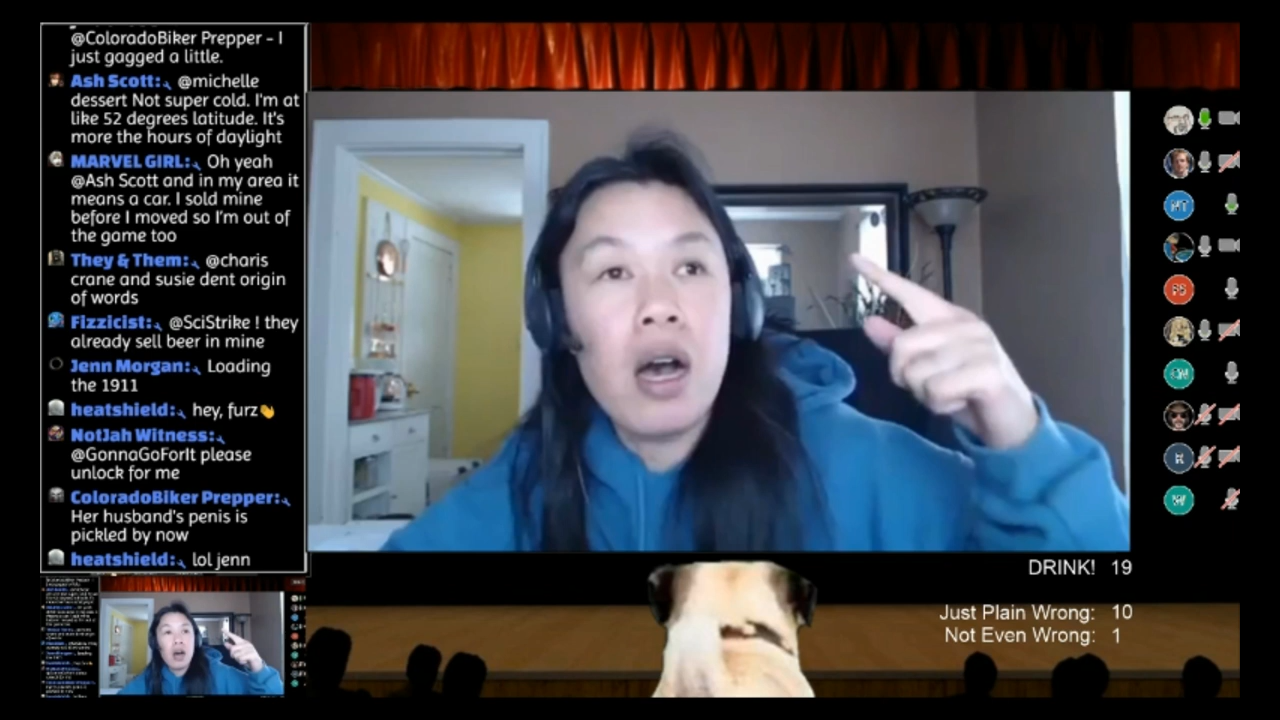 @ColoradoBiker Prepper - I
just gagged a little.
Ash Scott: @michelle
dessert Not super cold. I'm at
like 52 degrees latitude. It's
more the hours of daylight
MARVEL GIRL: Oh yeah
@Ash Scott and in my area it
means a car. I sold mine
before I moved so I'm out of
the game too
They & Them: @charis
crane and susie dent origin
of words
Fizzicist: @SciStrike ! they
already sell beer in mine
Jenn Morgan: Loading
the 1911
heatshield: hey, furz👋
NotJah Witness:
@GonnaGoForIt please
unlock for me
ColoradoBiker Prepper:
Her husband's penis is
pickled by now
heatshield: lol jenn
DRINK! 19
Just Plain Wrong: 10
Not Even Wrong: 1